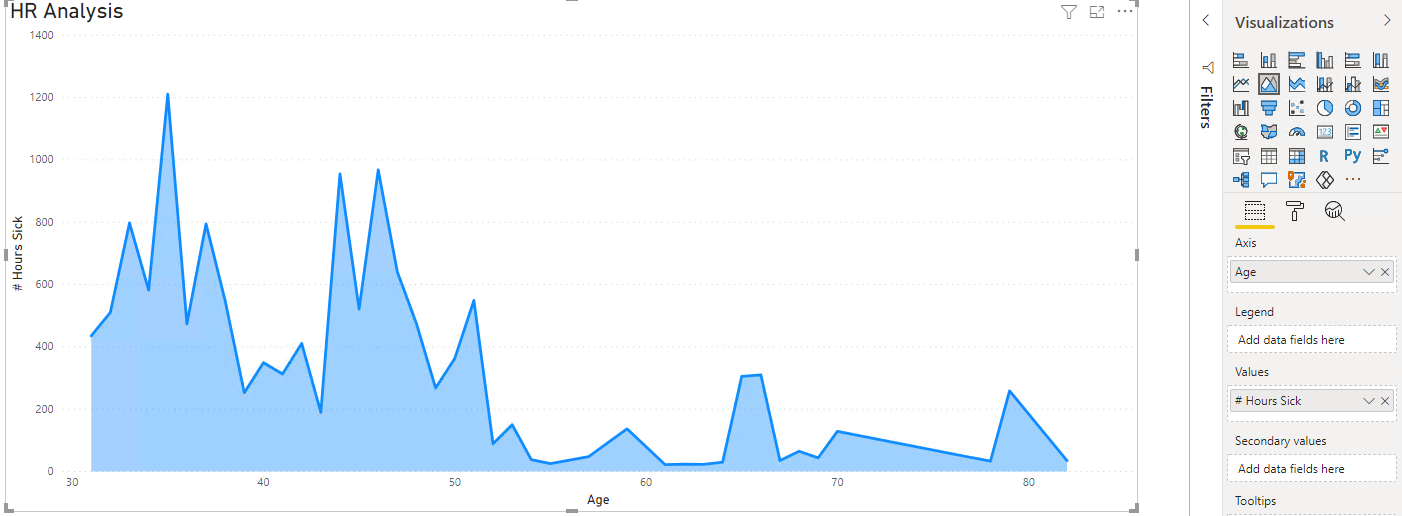 HR Analysis
1400
1200
1000
800
600
400
200
0
# Hours Sick
30 40 50 60 70 80
Age
Filters
Visualizations
123
R Py
Axis
Age
Legend
Add data fields here
Values
# Hours Sick
Secondary values
Add data fields here
Tooltips